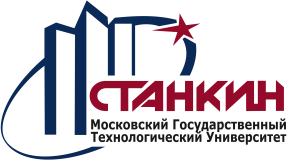 СТАНКИН
Московский Государственный
Технологический Университет